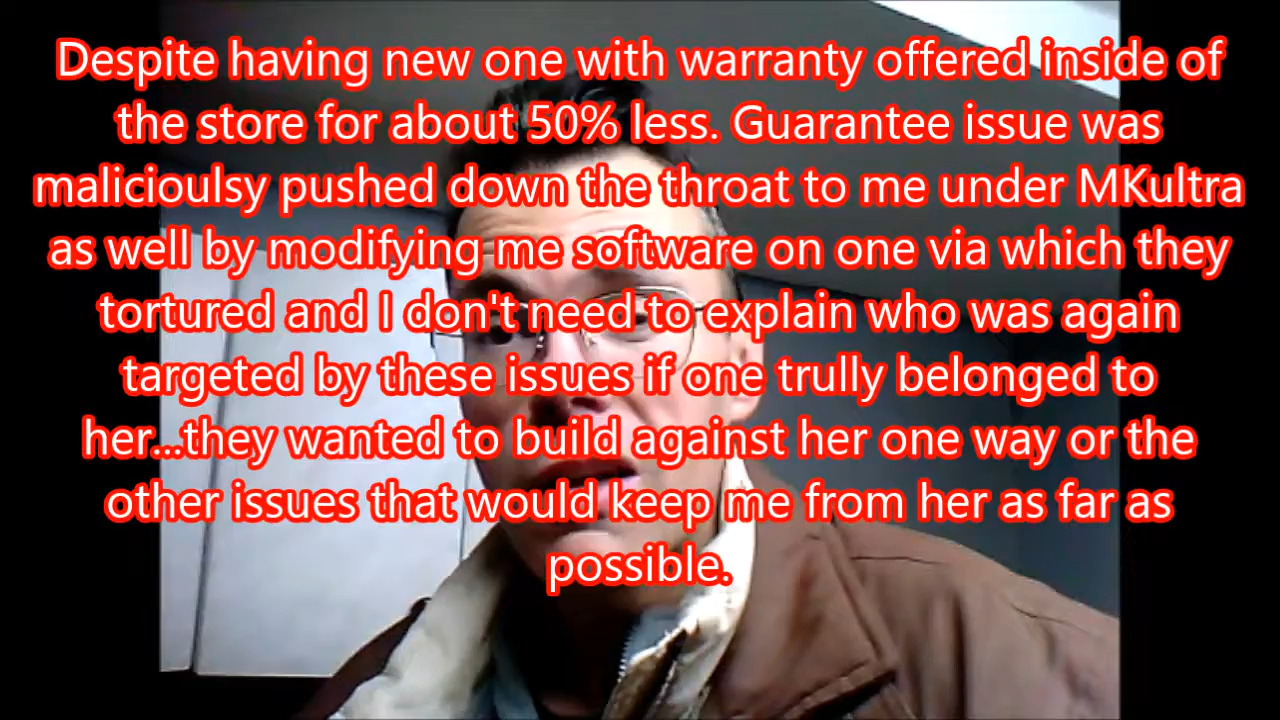 Despite having new one with warranty offered inside of
the store for about 50% less. Guarantee issue was
malicioulsy pushed down the throat to me under MKultra
as well by modifying me software on one via which they
tortured and I don't need to explain who was again
targeted by these issues if one trully belonged to
her...they wanted to build against her one way or the
other issues that would keep me from her as far as
possible.